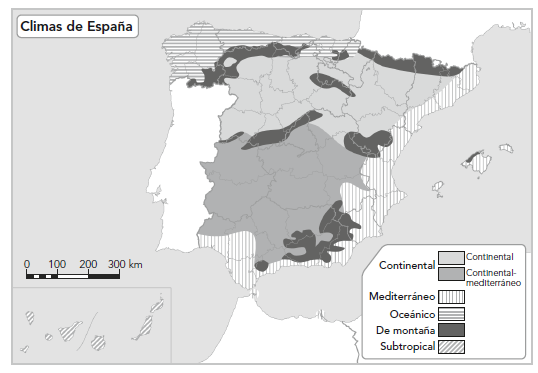 Climas de España
0 100 200 300 km
Continental
Continental
Continental-
mediterráneo
Mediterráneo
Oceánico
De montaña
Subtropical